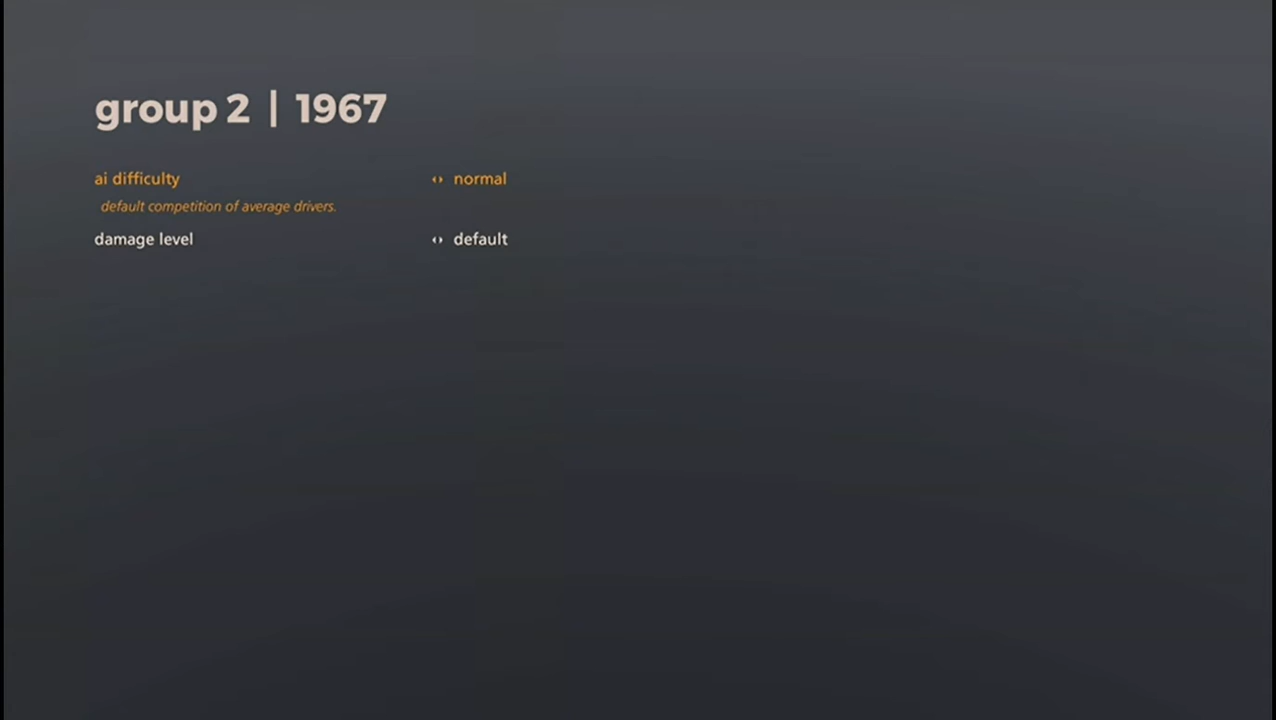 group 2 | 1967
ai difficulty ‹› normal
default competition of average drivers.
damage level ‹› default